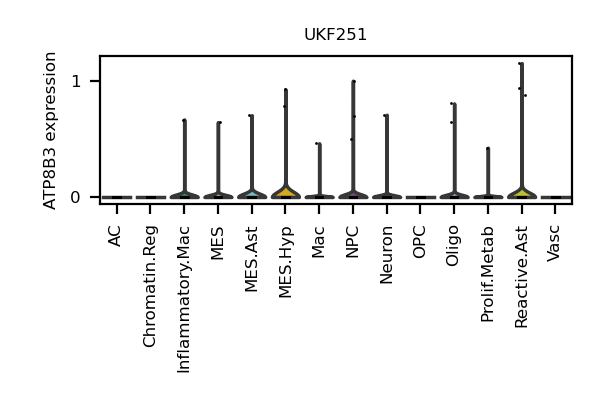 UKF251
ATP8B3 expression
1
0
AC
Chromatin.Reg
Inflammatory.Mac
MES
MES.Ast
MES.Hyp
Mac
NPC
Neuron
OPC
Oligo
Prolif.Metab
Reactive.Ast
Vasc